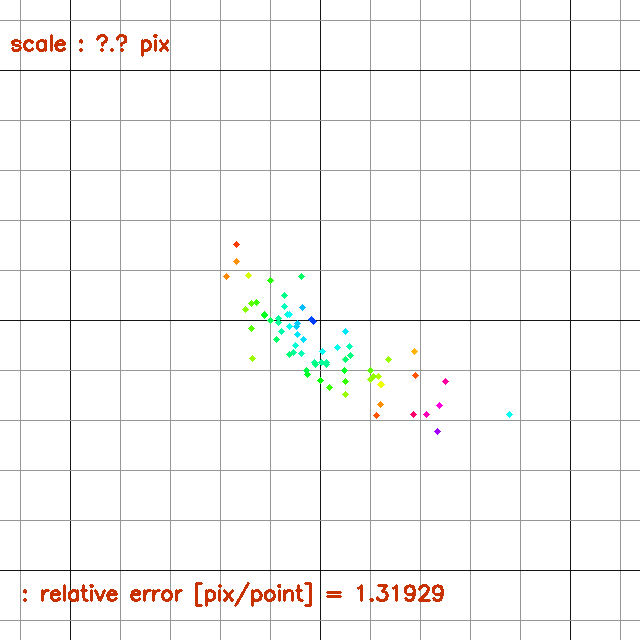 scale : ?.? pix
: relative error [pix/point] = 1.31929